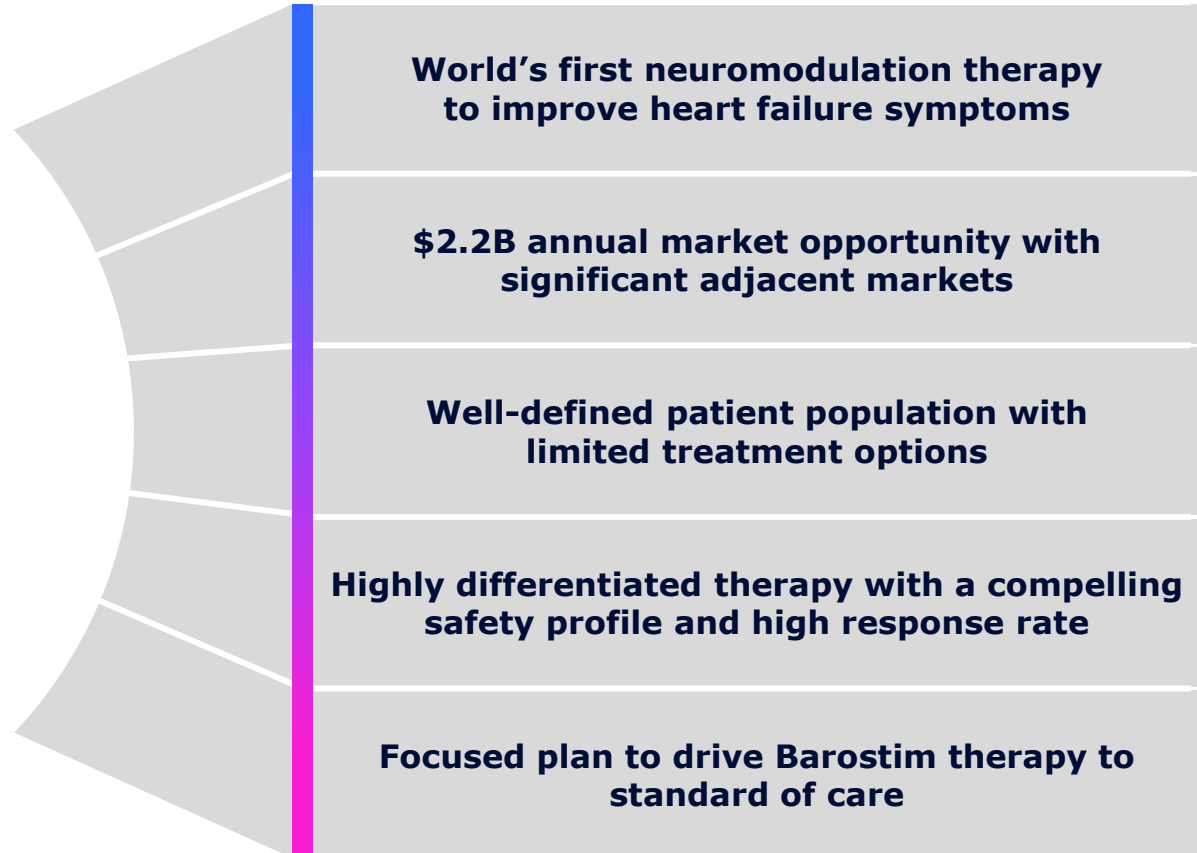 World’s first neuromodulation therapy
to improve heart failure symptoms
$2.2B annual market opportunity with
significant adjacent markets
Well-defined patient population with
limited treatment options
Highly differentiated therapy with a compelling
safety profile and high response rate
Focused plan to drive Barostim therapy to
standard of care